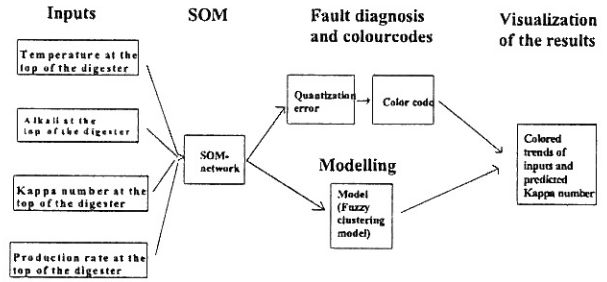 Inputs
SOM
Fault diagnosis
and colourcodes
Visualization
of the results
Temperature at the
top of the digester
Alkali at the
top of the digester
Kappa number at the
top of the digester
Production rate at the
top of the digester
SOM-
network
Quantization
error
Color code
Modelling
Model
(Fuzzy
clustering
model)
Colored
trends of
inputs and
predicted
Kappa number